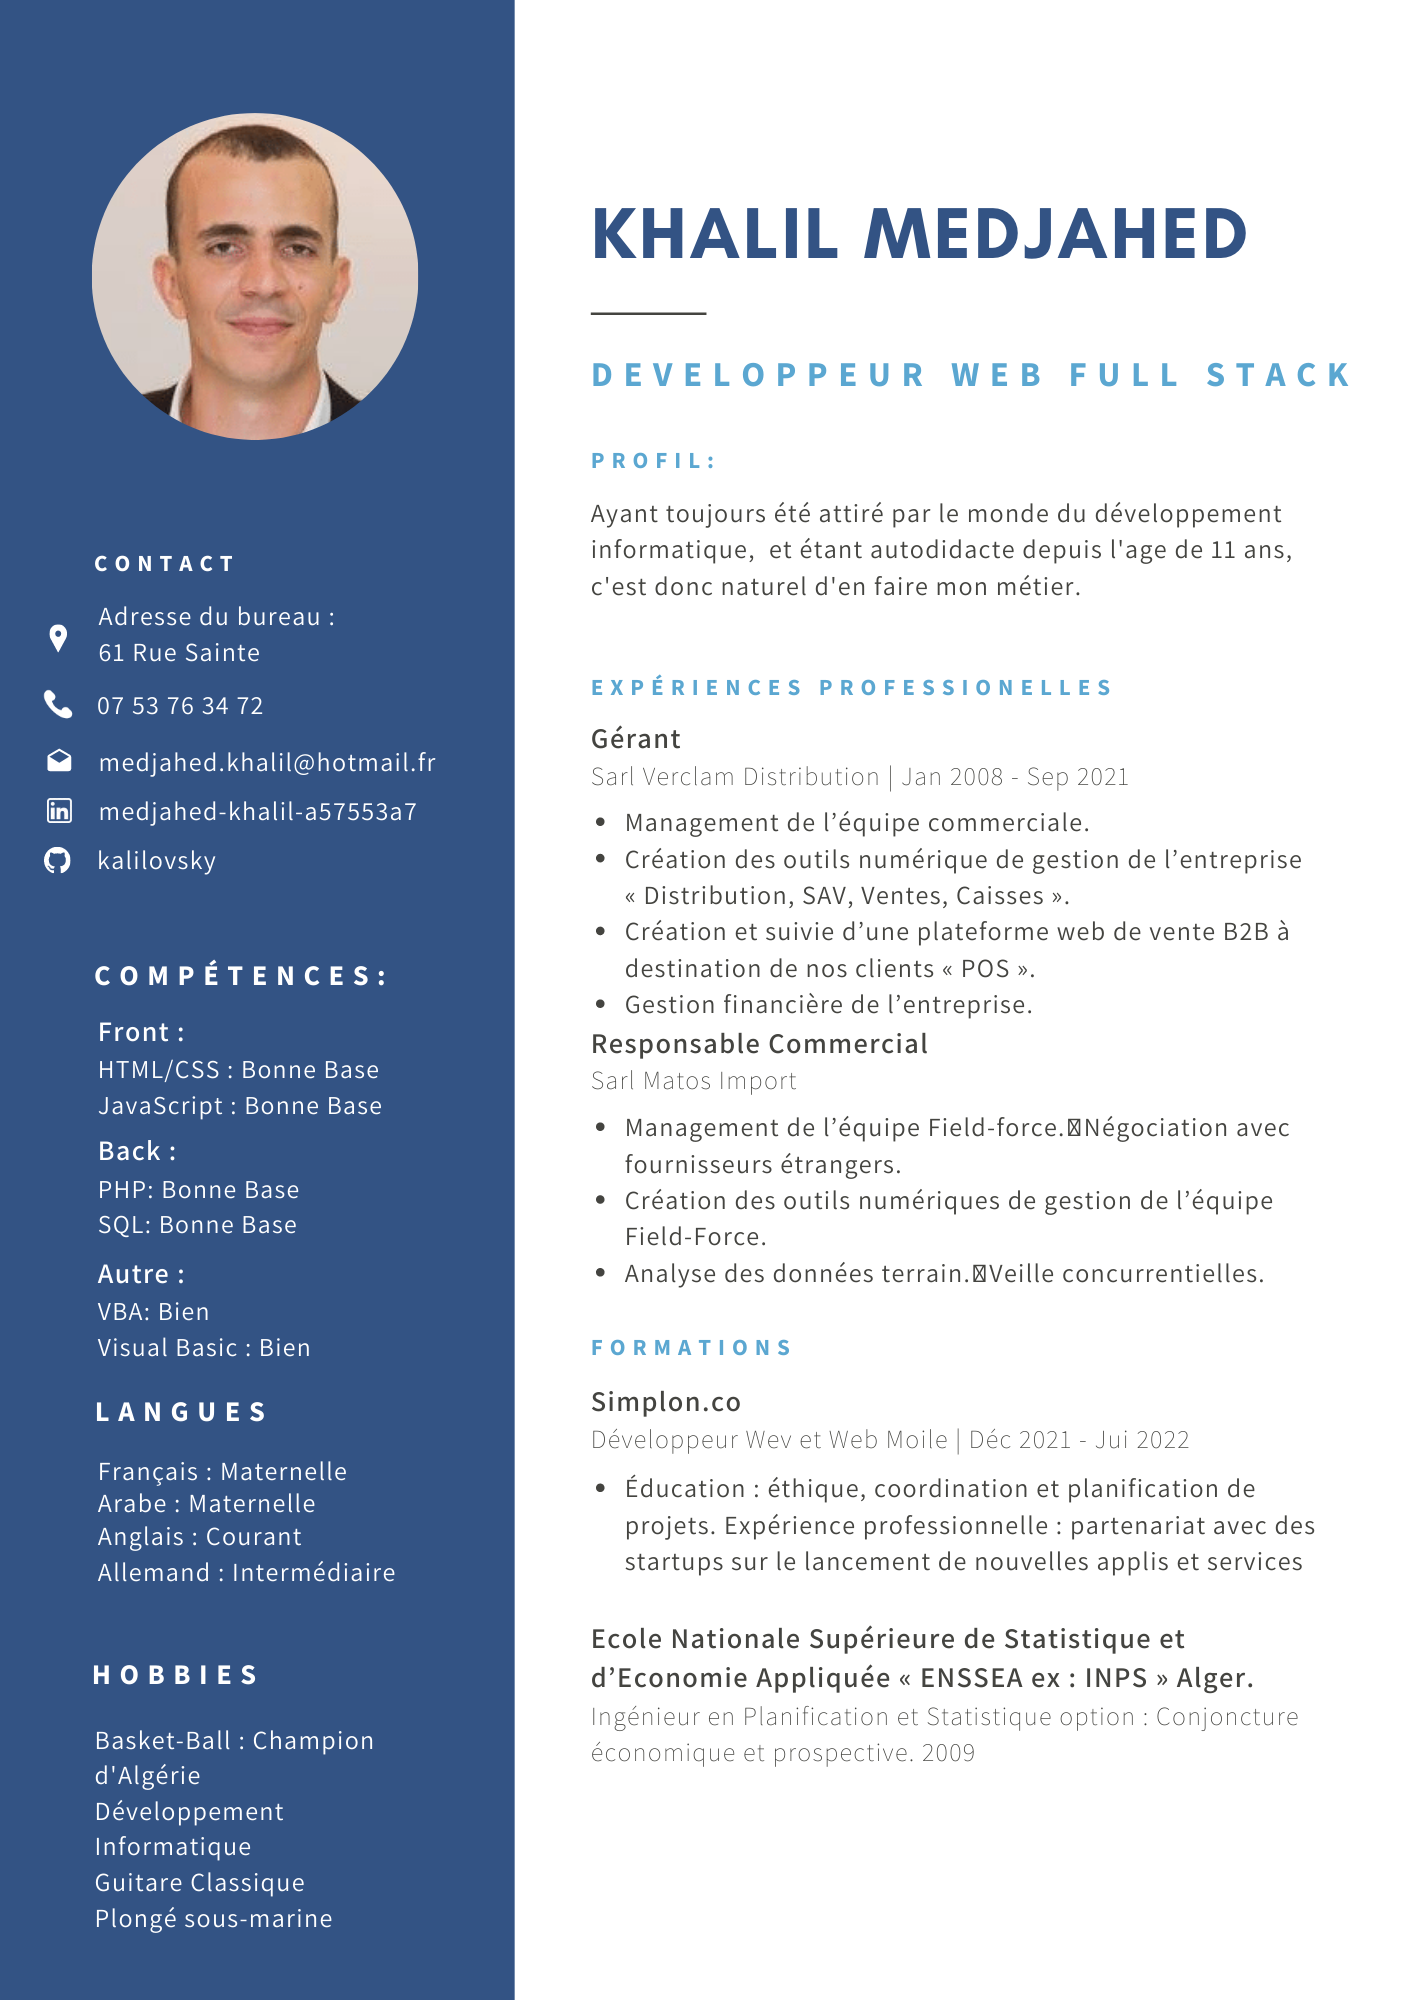 CONTACT
Adresse du bureau :
61 Rue Sainte
07 53 76 34 72
medjahed.khalil@hotmail.fr
medjahed-khalil-a57553a7
kalilovsky
COMPÉTENCES:
Front :
HTML/CSS : Bonne Base
JavaScript : Bonne Base
Back :
PHP: Bonne Base
SQL: Bonne Base
Autre :
VBA: Bien
Visual Basic : Bien
LANGUES
Français : Maternelle
Arabe : Maternelle
Anglais : Courant
Allemand : Intermédiaire
HOBBIES
Basket-Ball : Champion
d'Algérie
Développement
Informatique
Guitare Classique
Plongé sous-marine
KHALIL MEDJAHED
DEVELOPPEUR WEB FULL STACK
PROFIL:
Ayant toujours été attiré par le monde du développement
informatique,  et étant autodidacte depuis l'age de 11 ans,
c'est donc naturel d'en faire mon métier.
EXPÉRIENCES PROFESSIONELLES
Gérant
Sarl Verclam Distribution | Jan 2008 - Sep 2021
• Management de l’équipe commerciale.
• Création des outils numérique de gestion de l’entreprise
« Distribution, SAV, Ventes, Caisses ».
• Création et suivie d’une plateforme web de vente B2B à
destination de nos clients « POS ».
• Gestion financière de l’entreprise.
Responsable Commercial
Sarl Matos Import
• Management de l’équipe Field-force.Négociation avec
fournisseurs étrangers.
• Création des outils numériques de gestion de l’équipe
Field-Force.
• Analyse des données terrain.Veille concurrentielles.
FORMATIONS
Simplon.co
Développeur Wev et Web Moile | Déc 2021 - Jui 2022
• Éducation : éthique, coordination et planification de
projets. Expérience professionnelle : partenariat avec des
startups sur le lancement de nouvelles applis et services
Ecole Nationale Supérieure de Statistique et
d’Economie Appliquée « ENSSEA ex : INPS » Alger.
Ingénieur en Planification et Statistique option : Conjoncture
économique et prospective. 2009